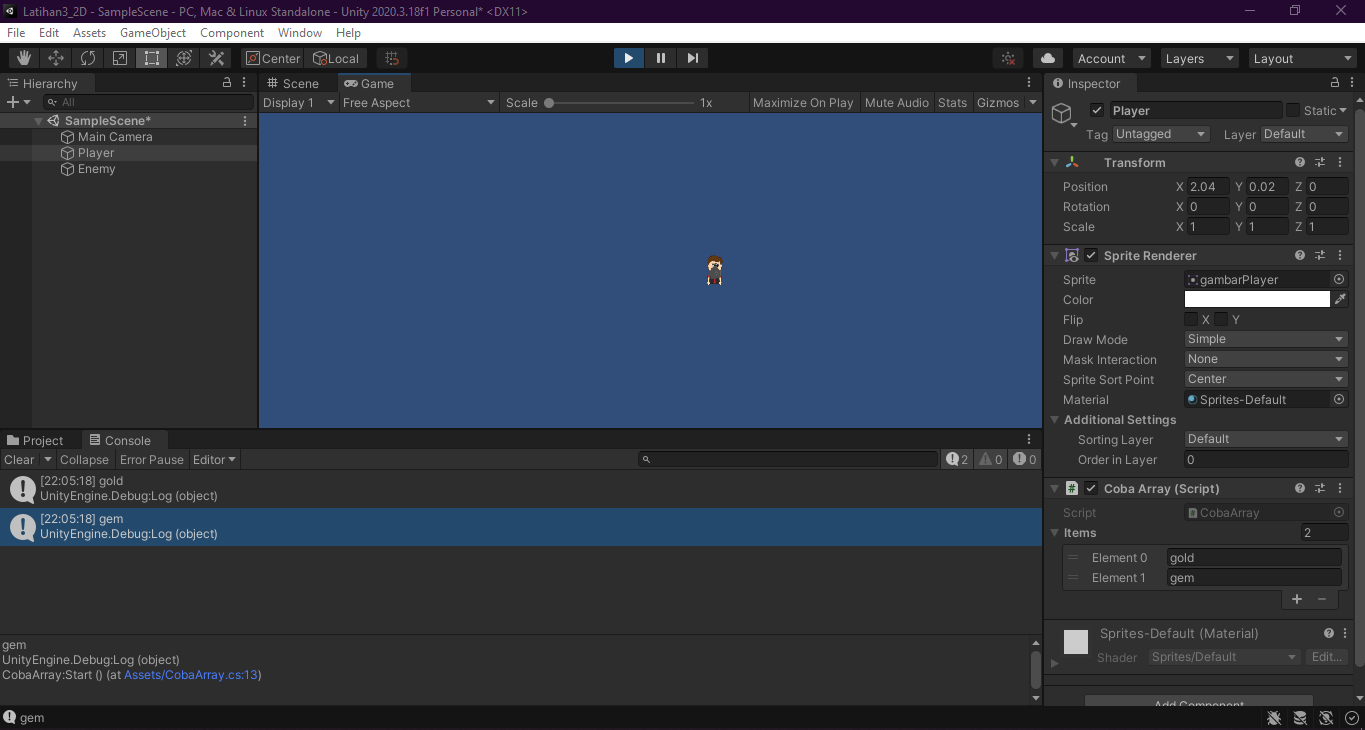 Latihan3_2D - SampleScene - PC, Mac & Linux Standalone - Unity 2020.3.18f1 Personal* <DX11>
File Edit Assets GameObject Component Window Help
Center Local Account Layers Layout
Hierarchy
All
SampleScene*
Main Camera
Player
Enemy
Scene Game
Display 1 Free Aspect Scale 1x Maximize On Play Mute Audio Stats Gizmos
Project Console
Clear Collapse Error Pause Editor 2 0 0
[22:05:18] gold
UnityEngine.Debug:Log (object)
[22:05:18] gem
UnityEngine.Debug:Log (object)
gem
UnityEngine.Debug:Log (object)
CobaArray:Start () (at Assets/CobaArray.cs:13)
gem
Inspector
Player Static
Tag Untagged Layer Default
Transform
Position X 2.04 Y 0.02 Z 0
Rotation X 0 Y 0 Z 0
Scale X 1 Y 1 Z 1
Sprite Renderer
Sprite gambarPlayer
Color
Flip X Y
Draw Mode Simple
Mask Interaction None
Sprite Sort Point Center
Material Sprites-Default
Additional Settings
Sorting Layer Default
Order in Layer 0
# Coba Array (Script)
Script # CobaArray
Items 2
Element 0 gold
Element 1 gem
+ −
Sprites-Default (Material)
Shader Sprites/Default Edit...
Add Component